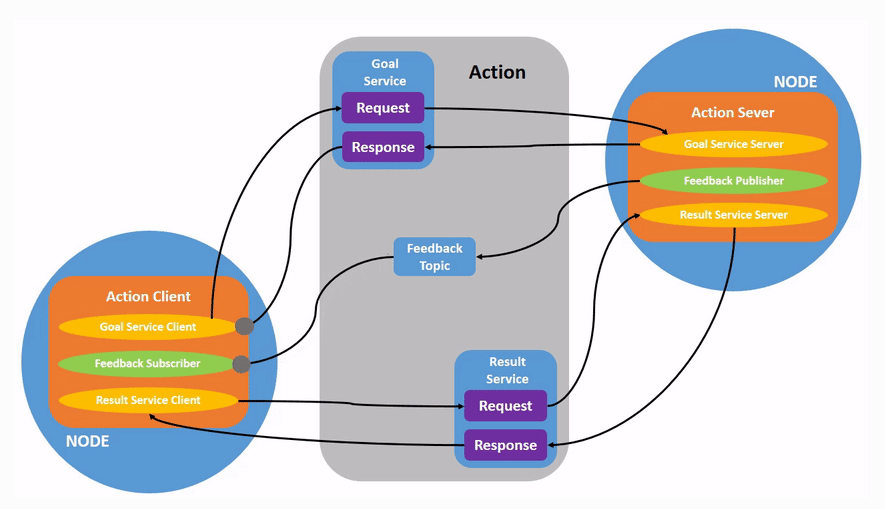 Goal
Service
Request
Response
Action
NODE
Action Sever
Goal Service Server
Feedback Publisher
Result Service Server
Feedback
Topic
Action Client
Goal Service Client
Feedback Subscriber
Result Service Client
NODE
Result
Service
Request
Response